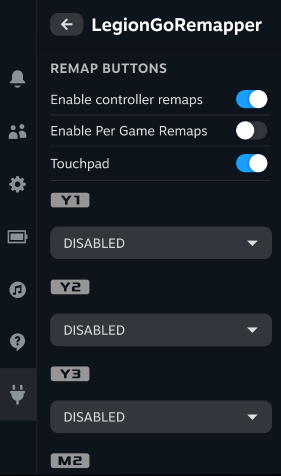 LegionGoRemapper
REMAP BUTTONS
Enable controller remaps
Enable Per Game Remaps
Touchpad
Y1
DISABLED
Y2
DISABLED
Y3
DISABLED
M2